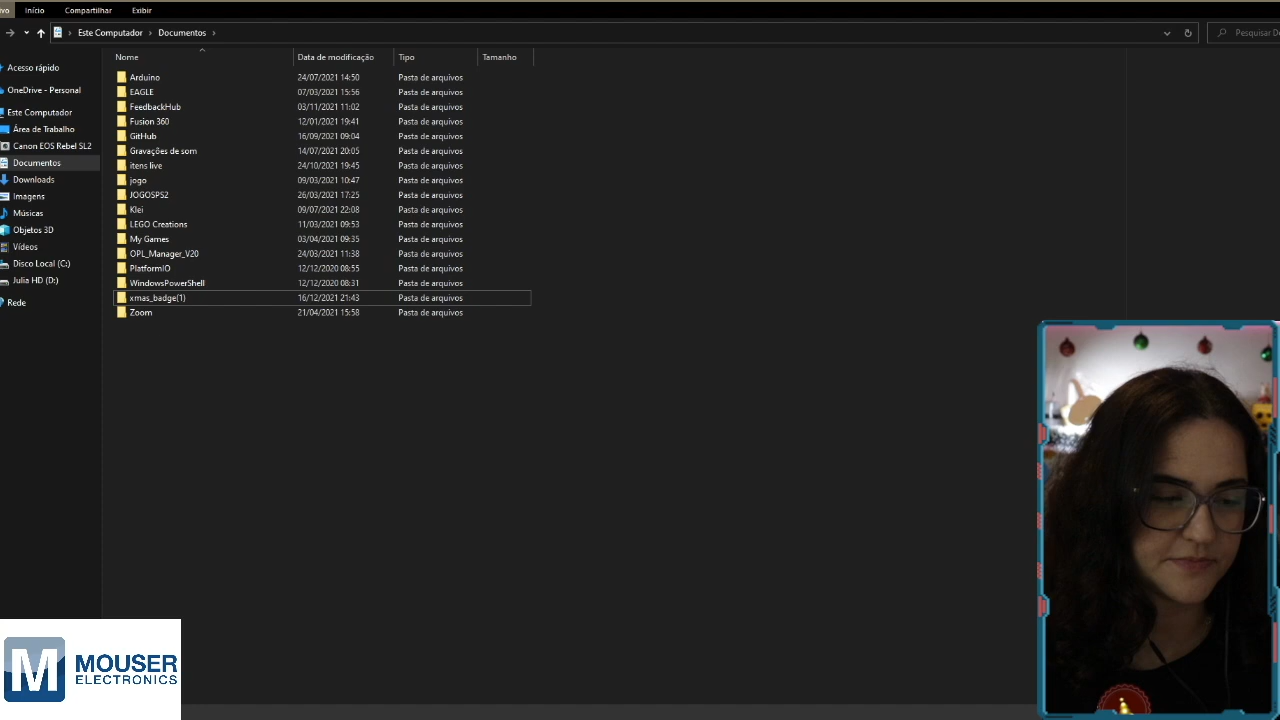 ivo Início Compartilhar Exibir
Este Computador > Documentos >
Pesquisar Do
Nome Data de modificação Tipo Tamanho
Acesso rápido
OneDrive - Personal
Este Computador
Área de Trabalho
Canon EOS Rebel SL2
Documentos
Downloads
Imagens
Músicas
Objetos 3D
Vídeos
Disco Local (C:)
Julia HD (D:)
Rede
Arduino 24/07/2021 14:50 Pasta de arquivos
EAGLE 07/03/2021 15:56 Pasta de arquivos
FeedbackHub 03/11/2021 11:02 Pasta de arquivos
Fusion 360 12/01/2021 19:41 Pasta de arquivos
GitHub 16/09/2021 09:04 Pasta de arquivos
Gravações de som 14/07/2021 20:05 Pasta de arquivos
itens live 24/10/2021 19:45 Pasta de arquivos
jogo 09/03/2021 10:47 Pasta de arquivos
JOGOSPS2 26/03/2021 17:25 Pasta de arquivos
Klei 09/07/2021 22:08 Pasta de arquivos
LEGO Creations 11/03/2021 09:53 Pasta de arquivos
My Games 03/04/2021 09:35 Pasta de arquivos
OPL_Manager_V20 24/03/2021 11:38 Pasta de arquivos
PlatformIO 12/12/2020 08:55 Pasta de arquivos
WindowsPowerShell 12/12/2020 08:31 Pasta de arquivos
xmas_badge(1) 16/12/2021 21:43 Pasta de arquivos
Zoom 21/04/2021 15:58 Pasta de arquivos
M MOUSER
ELECTRONICS